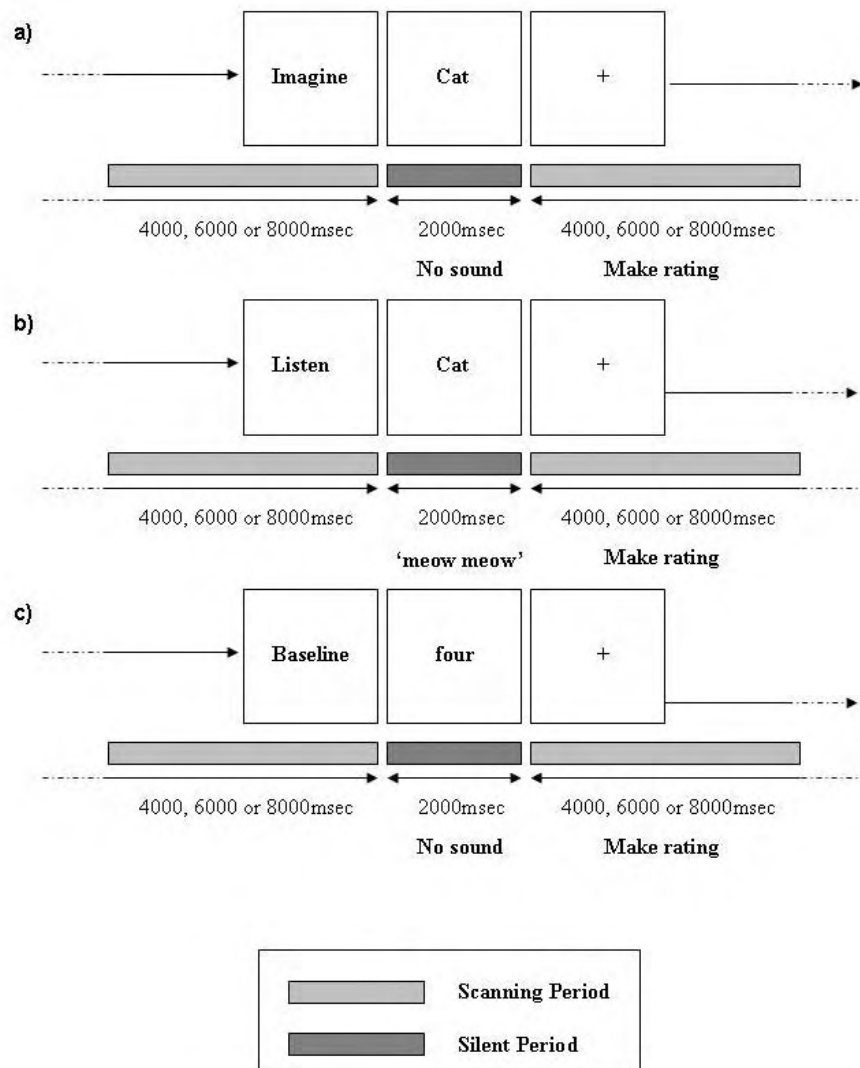 a)
Imagine
Cat
+
4000, 6000 or 8000msec
2000msec
4000, 6000 or 8000msec
No sound
Make rating
b)
Listen
Cat
+
4000, 6000 or 8000msec
2000msec
4000, 6000 or 8000msec
‘meow meow’
Make rating
c)
Baseline
four
+
4000, 6000 or 8000msec
2000msec
4000, 6000 or 8000msec
No sound
Make rating
Scanning Period
Silent Period